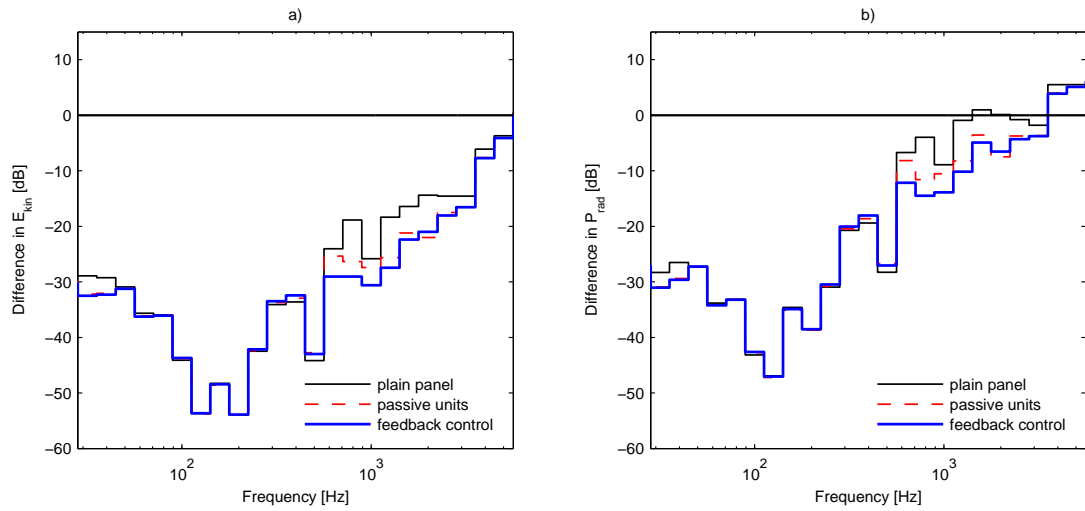 a)
10
0
−10
−20
−30
−40
−50
−60
Difference in E_kin [dB]
plain panel
passive units
feedback control
10^2
10^3
Frequency [Hz]
b)
10
0
−10
−20
−30
−40
−50
−60
Difference in P_rad [dB]
plain panel
passive units
feedback control
10^2
10^3
Frequency [Hz]